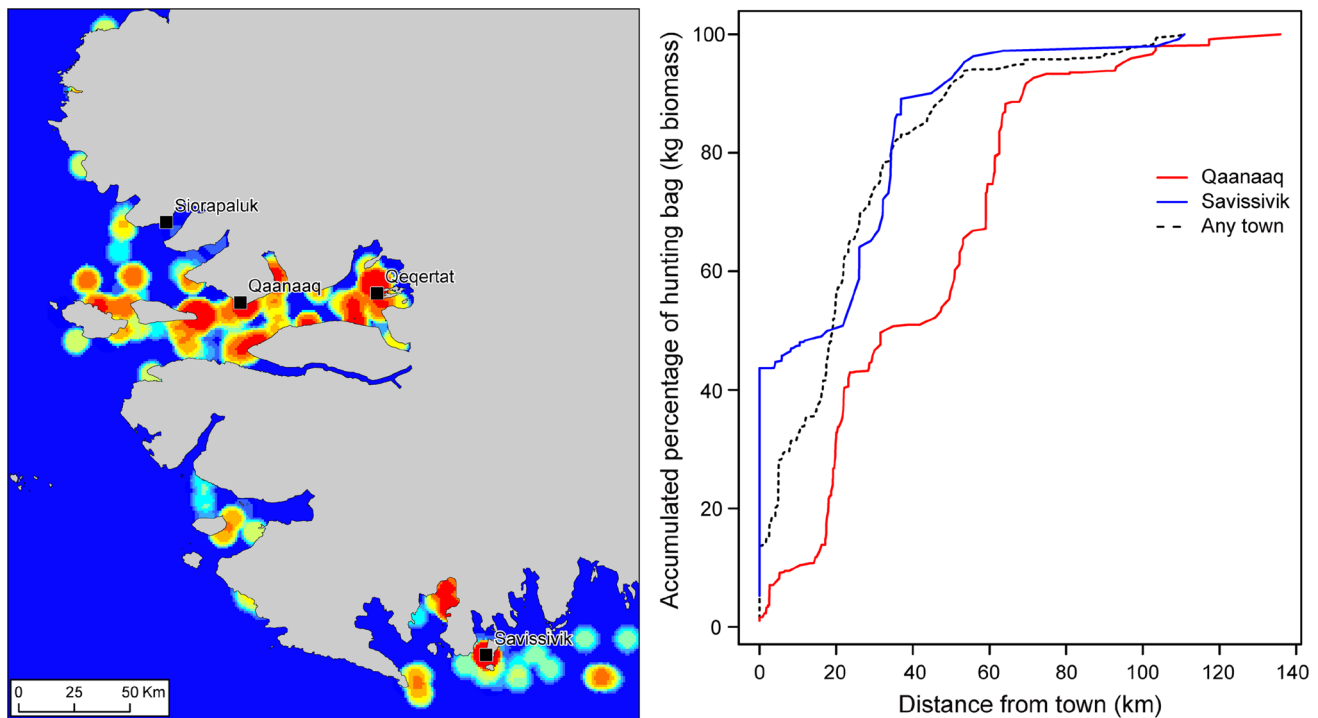 Siorapaluk
Qaanaaq
Qeqertat
Savissivik
0 25 50 Km
Accumulated percentage of hunting bag (kg biomass)
100
80
60
40
20
0
Qaanaaq
Savissivik
Any town
0 20 40 60 80 100 120 140
Distance from town (km)